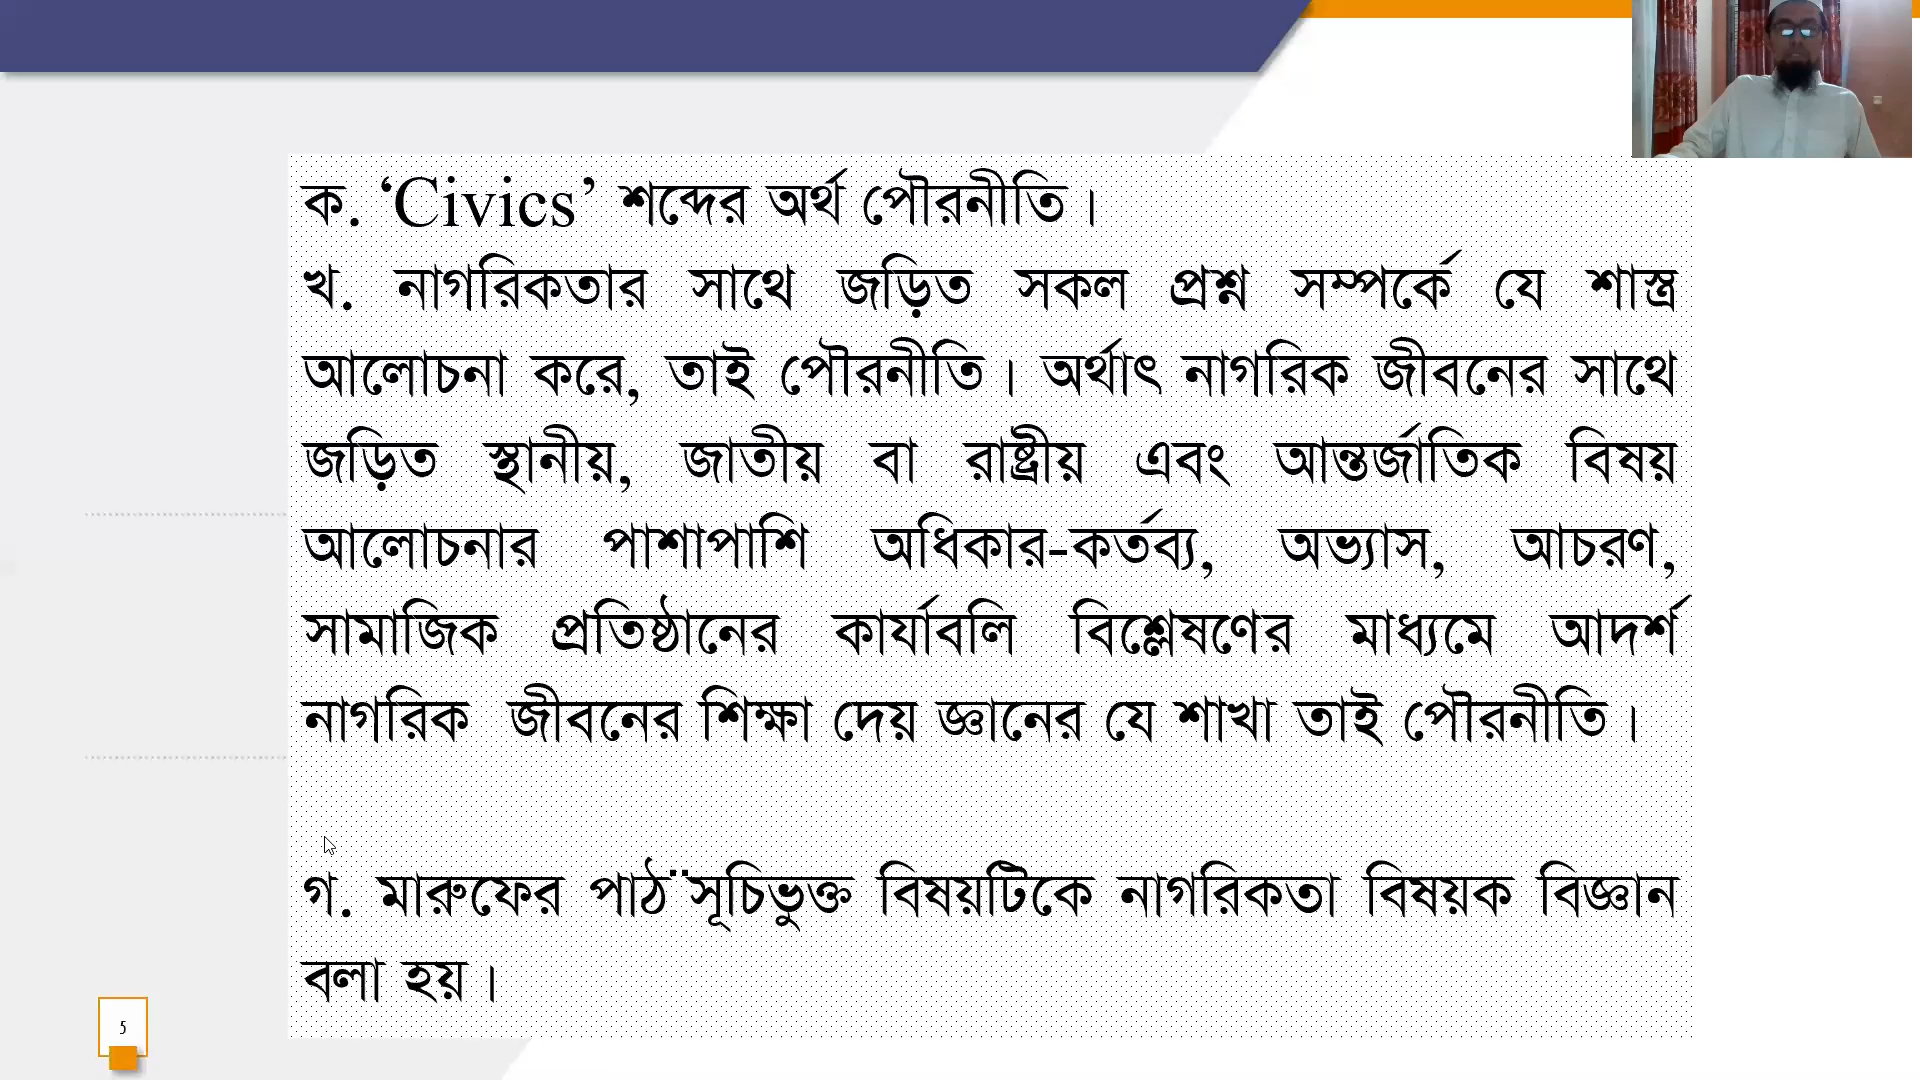 ক. ‘Civics’ শব্দের অর্থ পৌরনীতি।
খ. নাগরিকতার সাথে জড়িত সকল প্রশ্ন সম্পর্কে যে শাস্ত্র
আলোচনা করে, তাই পৌরনীতি। অর্থাৎ নাগরিক জীবনের সাথে
জড়িত স্থানীয়, জাতীয় বা রাষ্ট্রীয় এবং আন্তর্জাতিক বিষয়
আলোচনার পাশাপাশি অধিকার-কর্তব্য, অভ্যাস, আচরণ,
সামাজিক প্রতিষ্ঠানের কার্যাবলি বিশ্লেষণের মাধ্যমে আদর্শ
নাগরিক জীবনের শিক্ষা দেয় জ্ঞানের যে শাখা তাই পৌরনীতি।
গ. মারুফের পাঠ¨সূচিভুক্ত বিষয়টিকে নাগরিকতা বিষয়ক বিজ্ঞান
বলা হয়।
5